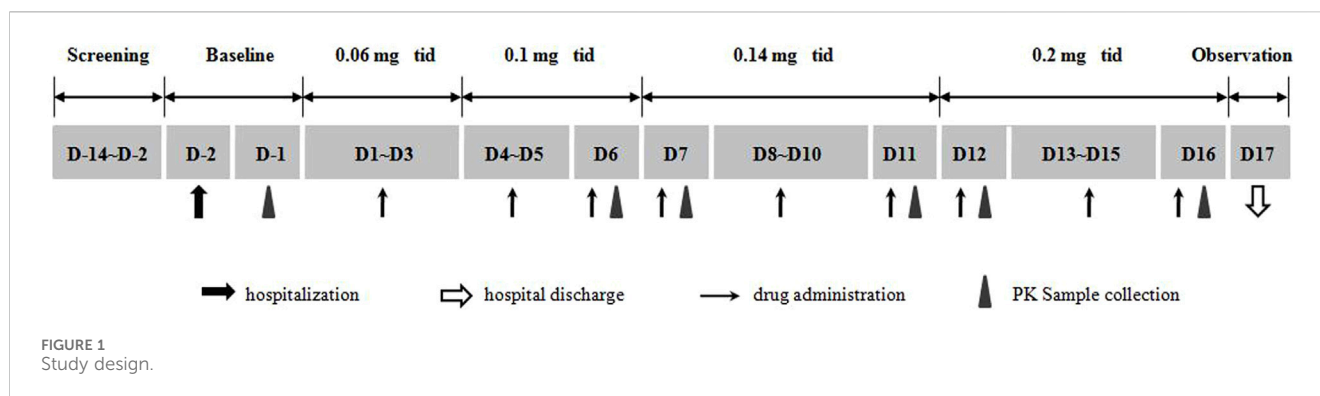 Screening Baseline 0.06 mg tid 0.1 mg tid 0.14 mg tid 0.2 mg tid Observation
D-14~D-2 D-2 D-1 D1~D3 D4~D5 D6 D7 D8~D10 D11 D12 D13~D15 D16 D17
hospitalization hospital discharge drug administration PK Sample collection
FIGURE 1
Study design.